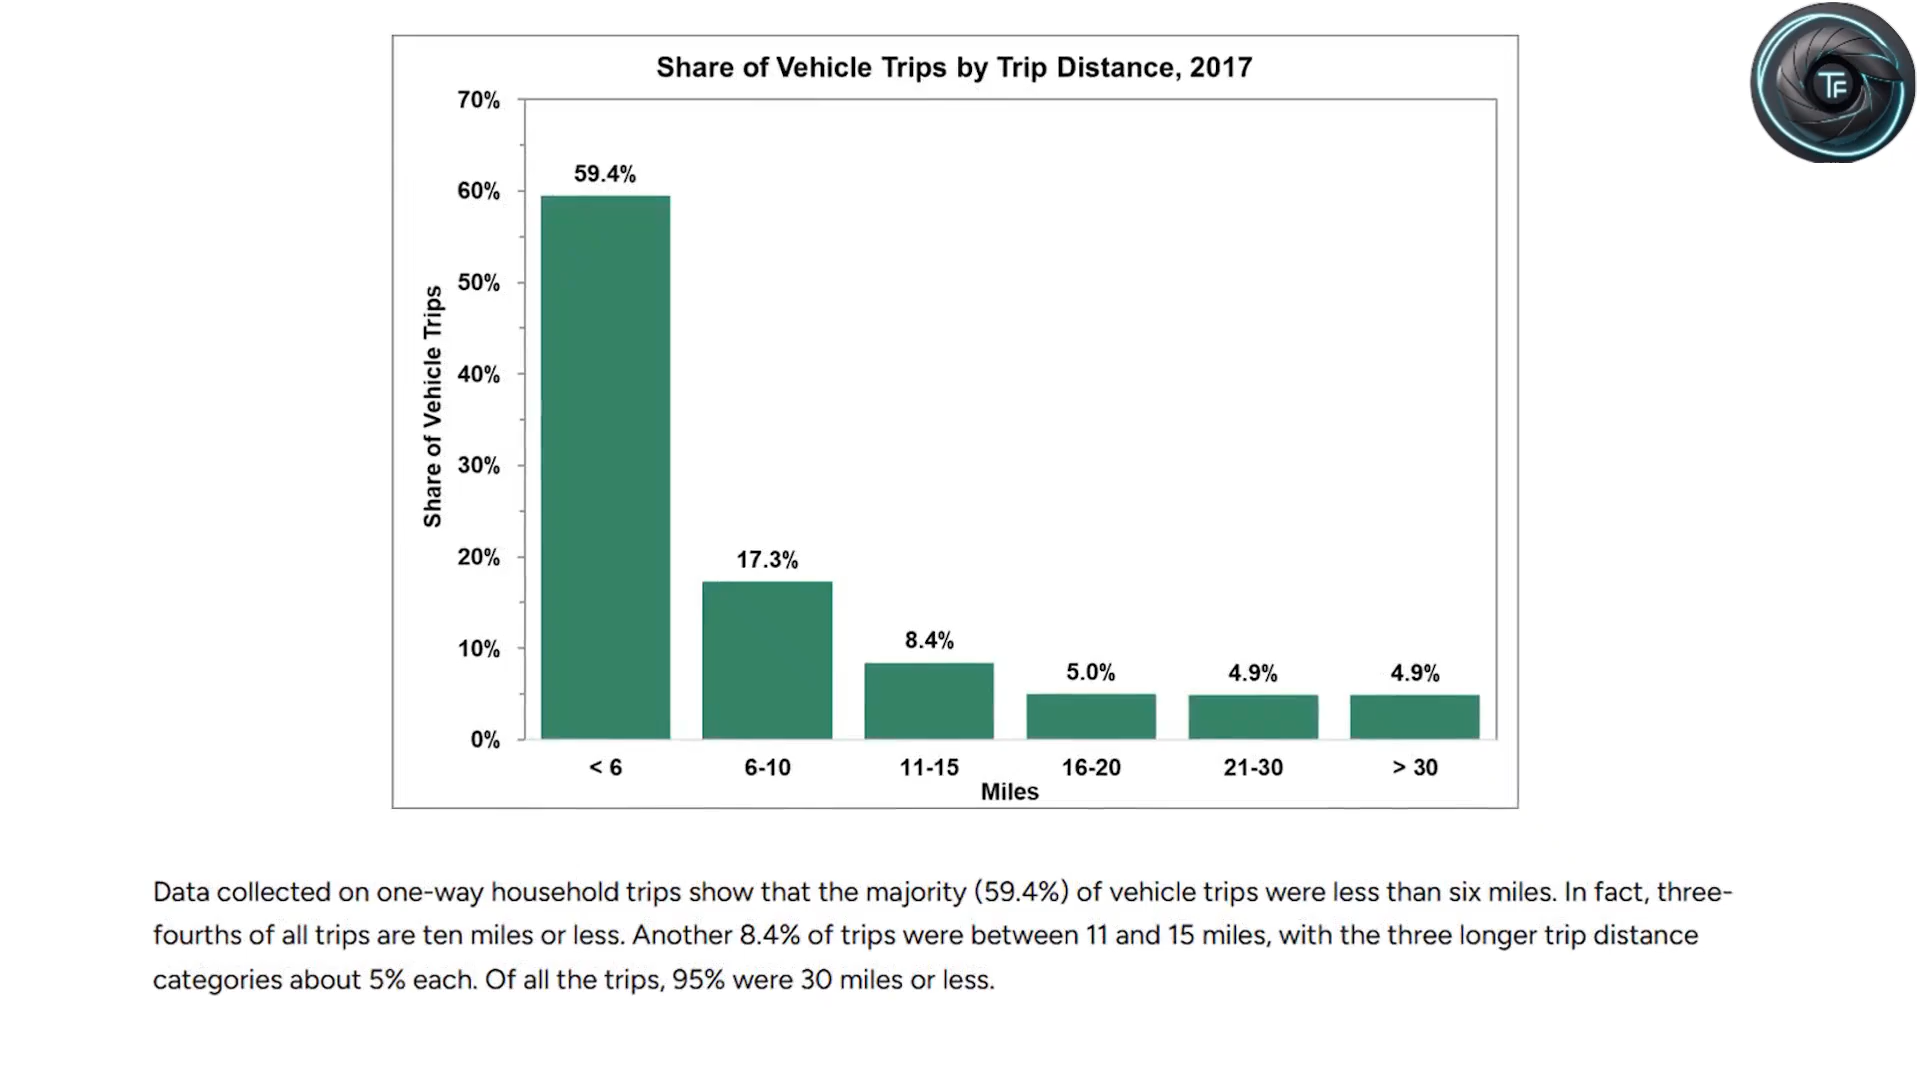 TF
Share of Vehicle Trips by Trip Distance, 2017
70%
60%
50%
40%
30%
20%
10%
0%
Share of Vehicle Trips
59.4%
17.3%
8.4%
5.0%
4.9%
4.9%
< 6
6-10
11-15
16-20
21-30
> 30
Miles
Data collected on one-way household trips show that the majority (59.4%) of vehicle trips were less than six miles. In fact, three-
fourths of all trips are ten miles or less. Another 8.4% of trips were between 11 and 15 miles, with the three longer trip distance
categories about 5% each. Of all the trips, 95% were 30 miles or less.